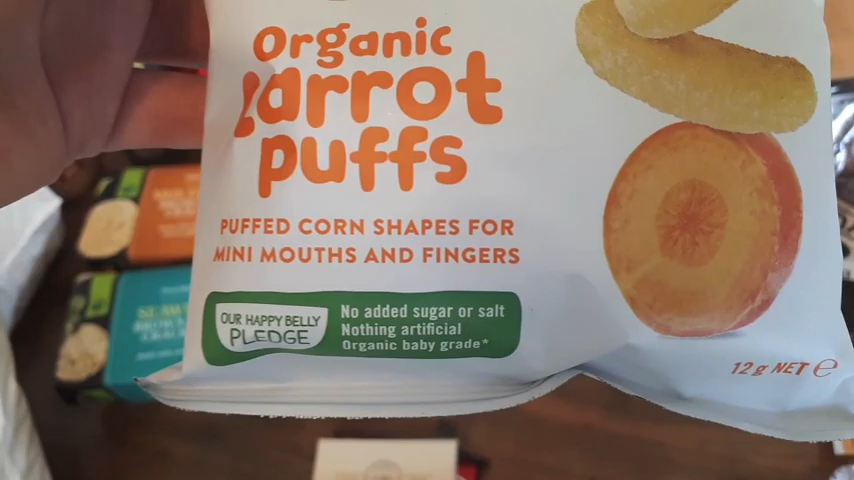 Organic
carrot
puffs
PUFFED CORN SHAPES FOR
MINI MOUTHS AND FINGERS
OUR HAPPY BELLY
PLEDGE
No added sugar or salt
Nothing artificial
Organic baby grade*
12g NET e